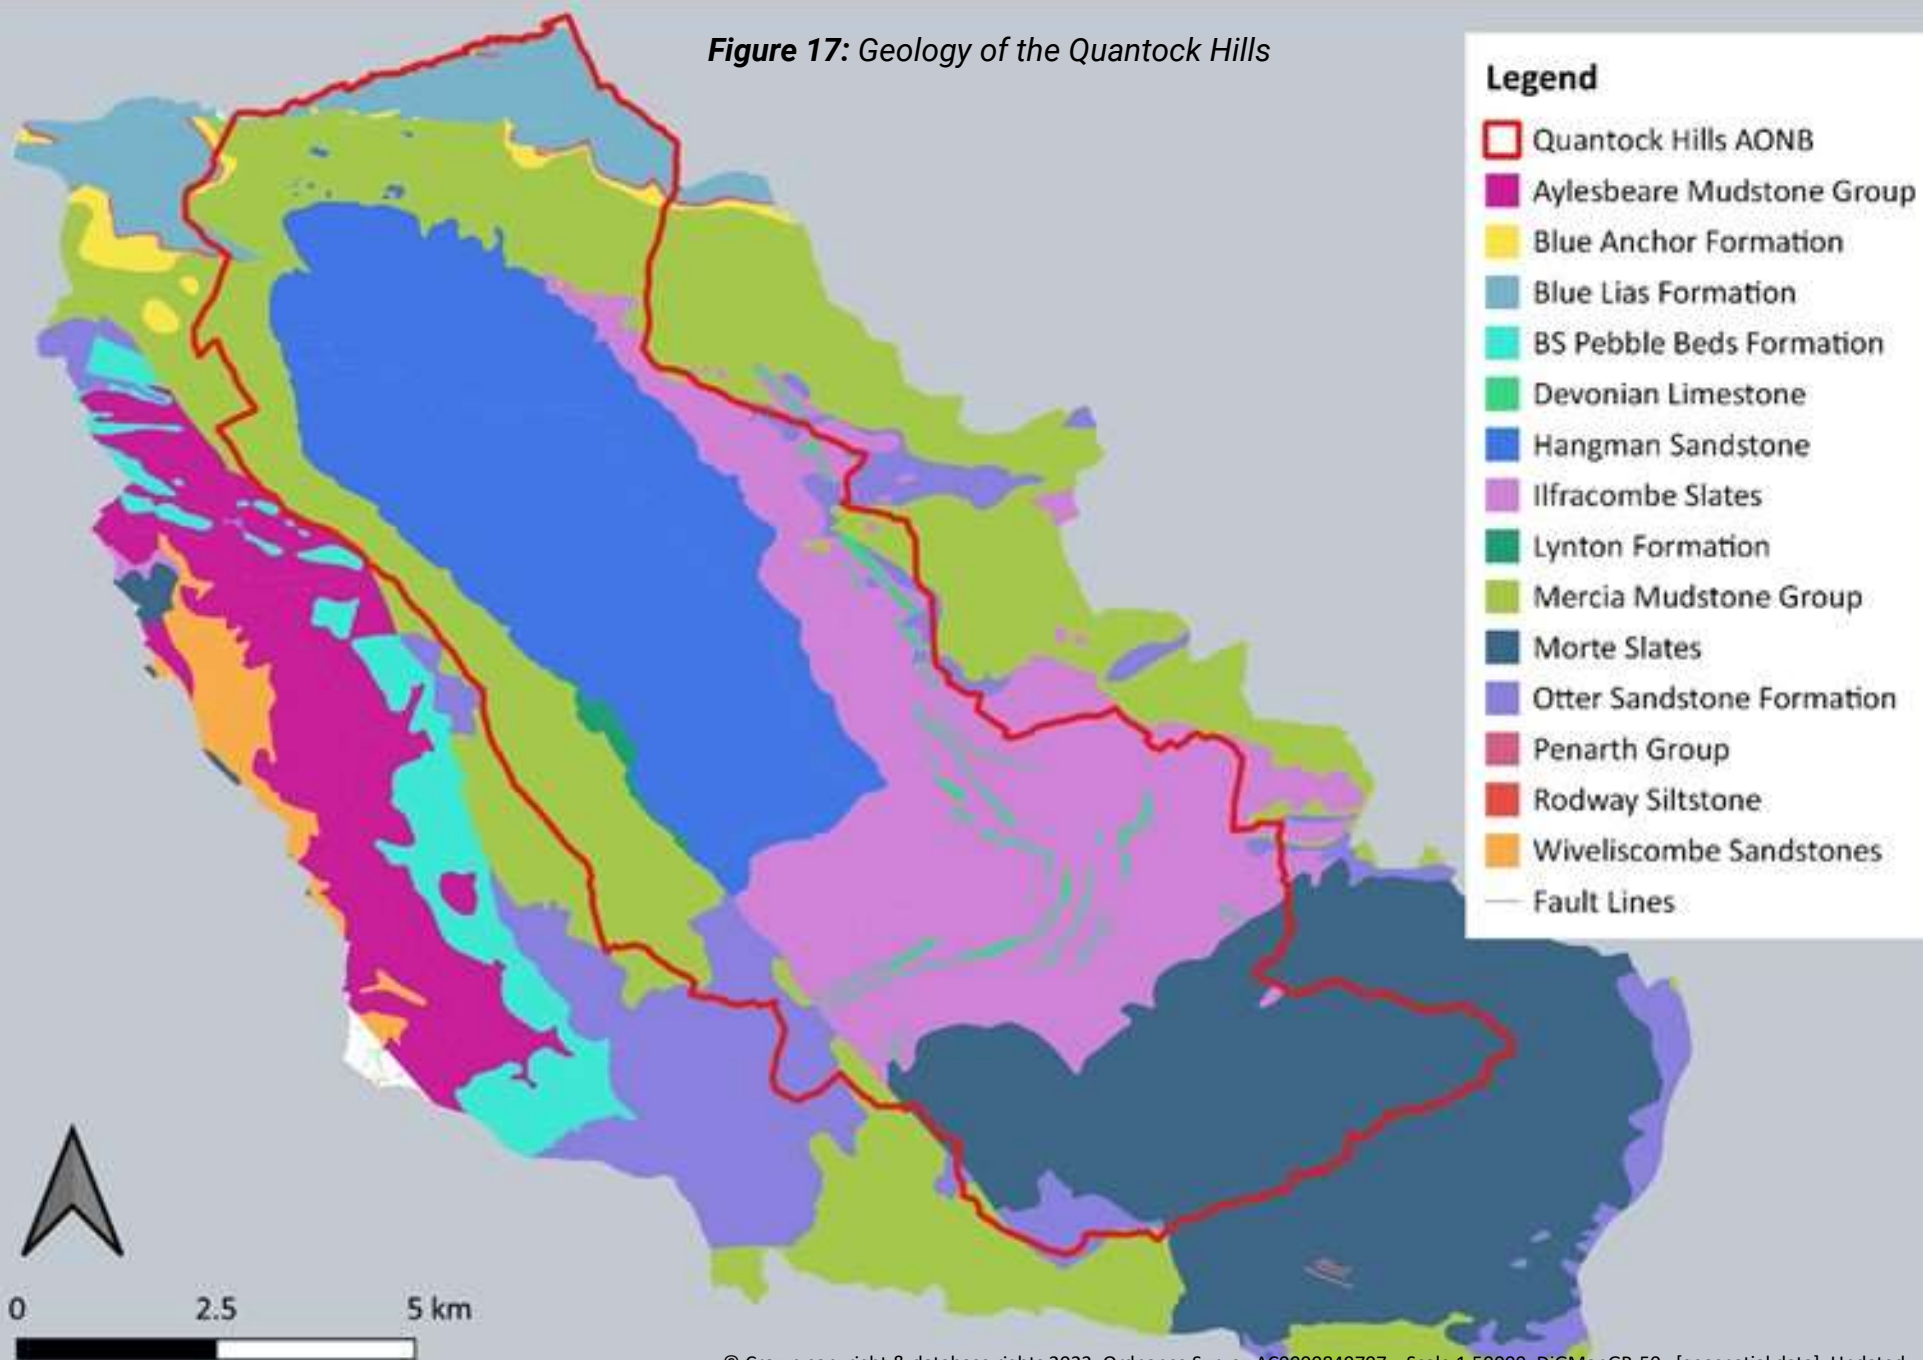 Figure 17: Geology of the Quantock Hills
Legend
Quantock Hills AONB
Aylesbeare Mudstone Group
Blue Anchor Formation
Blue Lias Formation
BS Pebble Beds Formation
Devonian Limestone
Hangman Sandstone
Ilfracombe Slates
Lynton Formation
Mercia Mudstone Group
Morte Slates
Otter Sandstone Formation
Penarth Group
Rodway Siltstone
Wiveliscombe Sandstones
Fault Lines
0 2.5 5 km